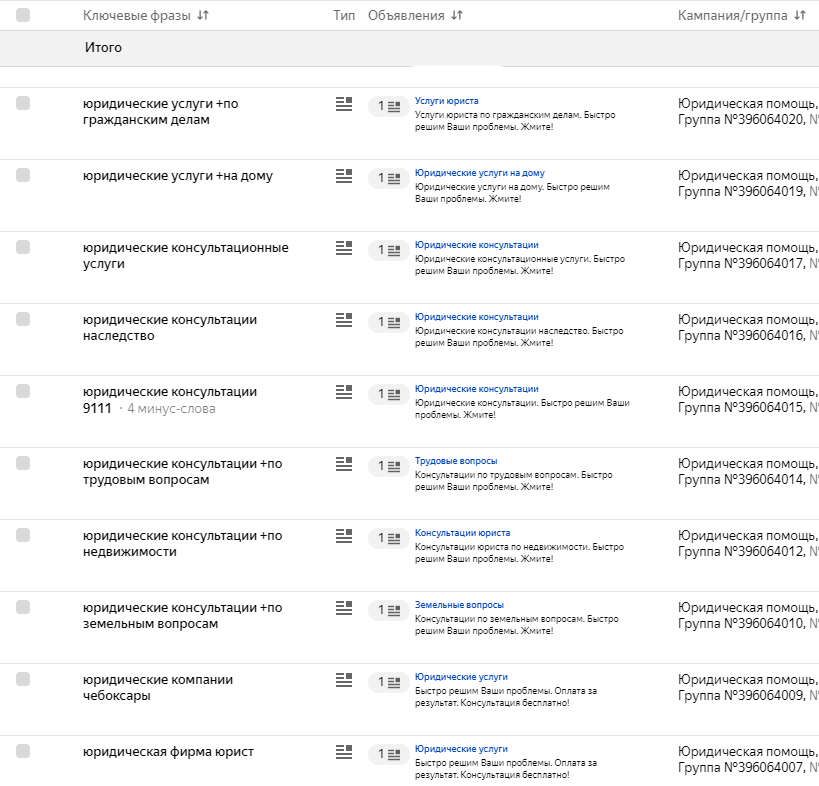 Ключевые фразы Тип Объявления Кампания/группа
Итого
юридические услуги +по
гражданским делам
1
Услуги юриста
Услуги юриста по гражданским делам. Быстро
решим Ваши проблемы. Жмите!
Юридическая помощь,
Группа №396064020, №
юридические услуги +на дому
1
Юридические услуги на дому
Юридические услуги на дому. Быстро решим
Ваши проблемы. Жмите!
Юридическая помощь,
Группа №396064019, №
юридические консультационные
услуги
1
Юридические консультации
Юридические консультационные услуги. Быстро
решим Ваши проблемы. Жмите!
Юридическая помощь,
Группа №396064017, №
юридические консультации
наследство
1
Юридические консультации
Юридические консультации наследство. Быстро
решим Ваши проблемы. Жмите!
Юридическая помощь,
Группа №396064016, №
юридические консультации
9111 · 4 минус-слова
1
Юридические консультации
Юридические консультации. Быстро решим Ваши
проблемы. Жмите!
Юридическая помощь,
Группа №396064015, №
юридические консультации +по
трудовым вопросам
1
Трудовые вопросы
Консультации по трудовым вопросам. Быстро
решим Ваши проблемы. Жмите!
Юридическая помощь,
Группа №396064014, №
юридические консультации +по
недвижимости
1
Консультации юриста
Консультации юриста по недвижимости. Быстро
решим Ваши проблемы. Жмите!
Юридическая помощь,
Группа №396064012, №
юридические консультации +по
земельным вопросам
1
Земельные вопросы
Консультации по земельным вопросам. Быстро
решим Ваши проблемы. Жмите!
Юридическая помощь,
Группа №396064010, №
юридические компании
чебоксары
1
Юридические услуги
Быстро решим Ваши проблемы. Оплата за
результат. Консультация бесплатно!
Юридическая помощь,
Группа №396064009, №
юридическая фирма юрист
1
Юридические услуги
Быстро решим Ваши проблемы. Оплата за
результат. Консультация бесплатно!
Юридическая помощь,
Группа №396064007, №